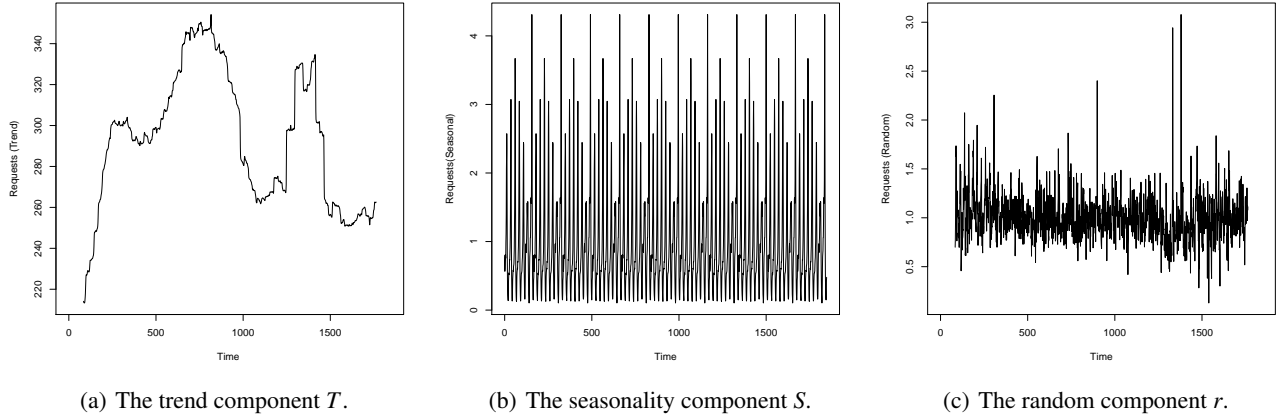 Requests (Trend)
340
320
300
280
260
240
220
0 500 1000 1500
Time
(a) The trend component T.
Requests(Seasonal)
4
3
2
1
0
0 500 1000 1500
Time
(b) The seasonality component S.
Requests (Random)
3.0
2.5
2.0
1.5
1.0
0.5
0 500 1000 1500
Time
(c) The random component r.